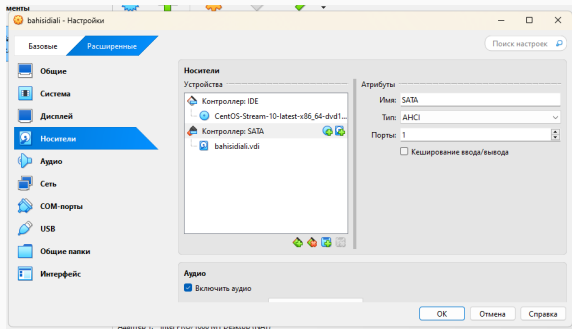 менты
bahisidiali - Настройки
Базовые
Расширенные
Поиск настроек
Общие
Система
Дисплей
Носители
Аудио
Сеть
COM-порты
USB
Общие папки
Интерфейс
Носители
Устройства
Контроллер: IDE
CentOS-Stream-10-latest-x86_64-dvd1...
Контроллер: SATA
bahisidiali.vdi
Атрибуты
Имя: SATA
Тип: AHCI
Порты: 1
Кеширование ввода/вывода
Аудио
Включить аудио
OK
Отмена
Справка